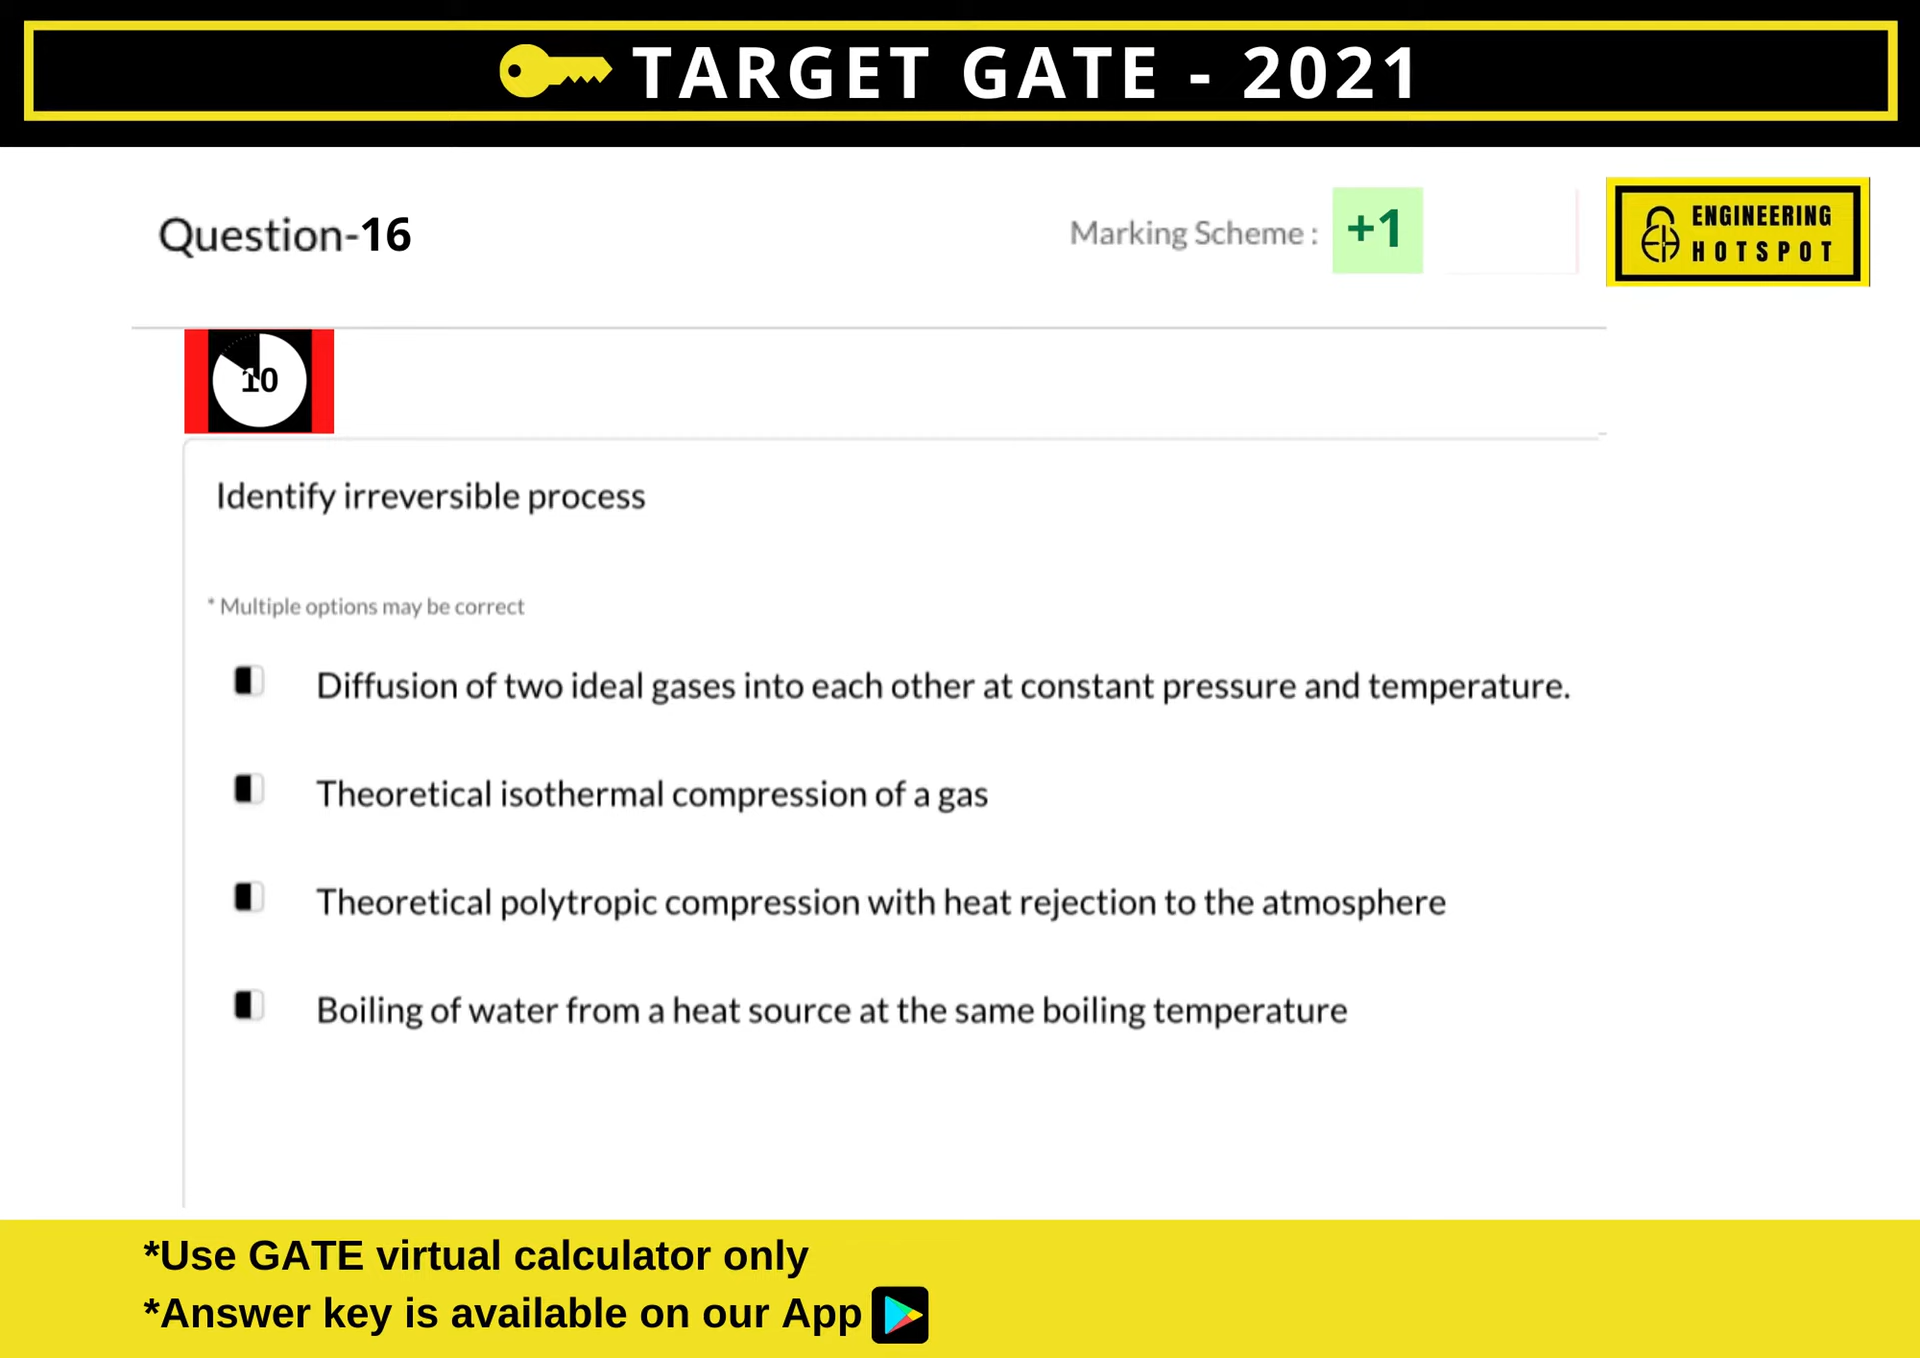 TARGET GATE - 2021
Question-16
Marking Scheme :
+1
ENGINEERING
HOTSPOT
10
Identify irreversible process
* Multiple options may be correct
Diffusion of two ideal gases into each other at constant pressure and temperature.
Theoretical isothermal compression of a gas
Theoretical polytropic compression with heat rejection to the atmosphere
Boiling of water from a heat source at the same boiling temperature
*Use GATE virtual calculator only
*Answer key is available on our App